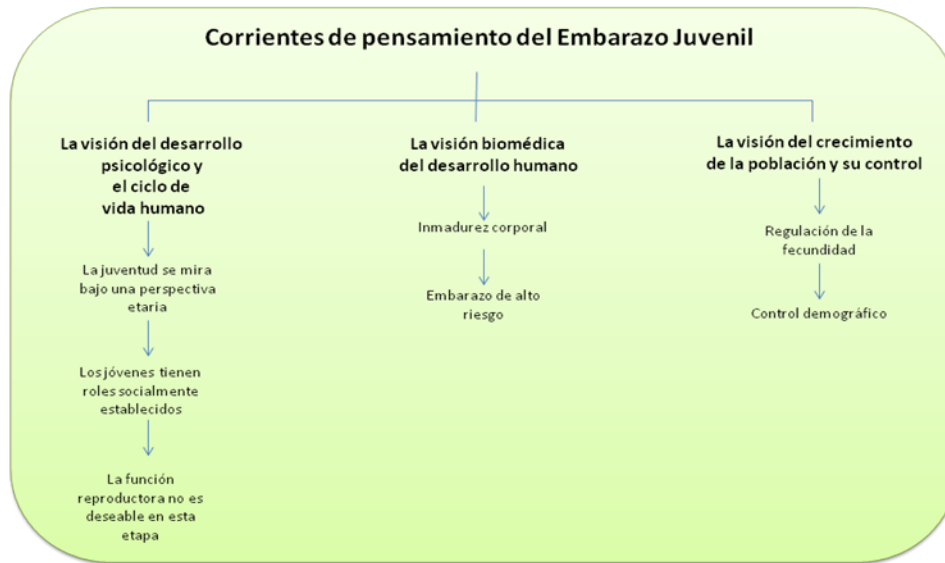 Corrientes de pensamiento del Embarazo Juvenil
La visión del desarrollo
psicológico y
el ciclo de
vida humano
La juventud se mira
bajo una perspectiva
etaria
Los jóvenes tienen
roles socialmente
establecidos
La función
reproductora no es
deseable en esta
etapa
La visión biomédica
del desarrollo humano
Inmadurez corporal
Embarazo de alto
riesgo
La visión del crecimiento
de la población y su control
Regulación de la
fecundidad
Control demográfico